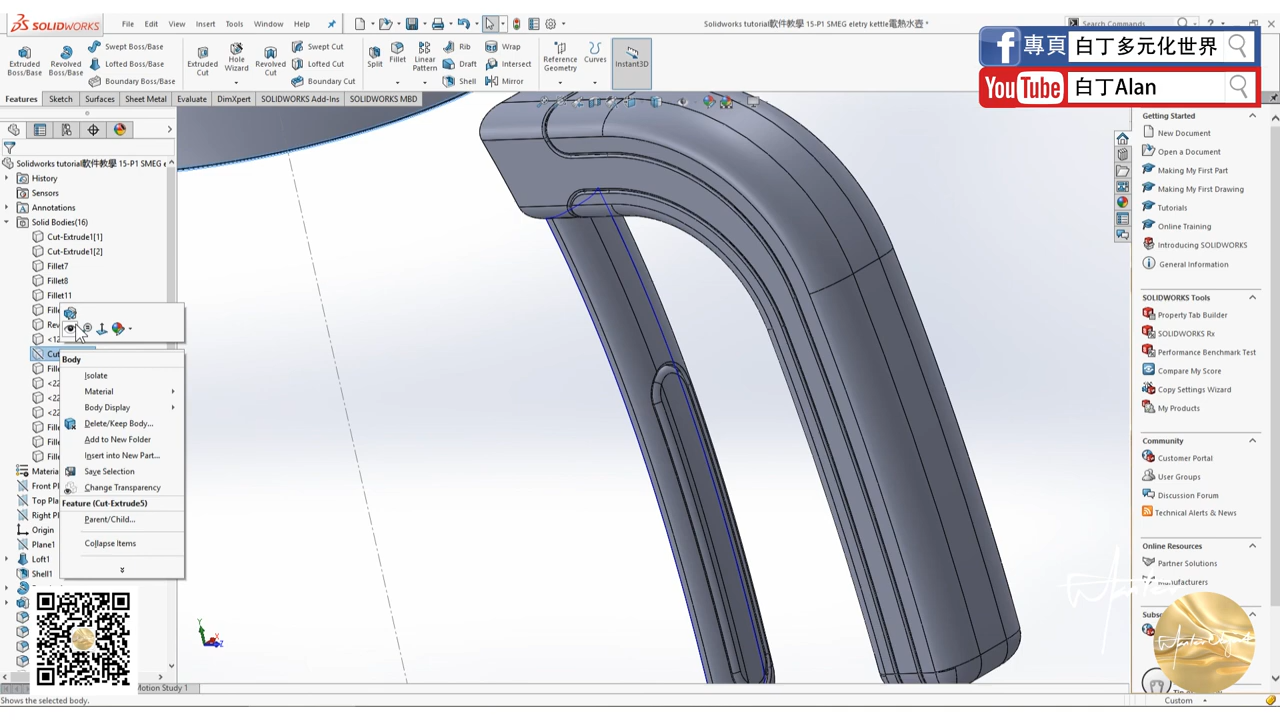 SOLIDWORKS File Edit View Insert Tools Window Help Solidworks tutorial軟件教學 15-P1 SMEG eletry kettle電熱水壺 * Search Commands
專頁 白丁多元化世界
YouTube 白丁Alan
Extruded Boss/Base
Revolved Boss/Base
Swept Boss/Base
Lofted Boss/Base
Boundary Boss/Base
Extruded Cut
Hole Wizard
Revolved Cut
Swept Cut
Lofted Cut
Boundary Cut
Split
Fillet
Linear Pattern
Rib
Draft
Shell
Wrap
Intersect
Mirror
Reference Geometry
Curves
Instant3D
Features Sketch Surfaces Sheet Metal Evaluate DimXpert SOLIDWORKS Add-Ins SOLIDWORKS MBD
Solidworks tutorial軟件教學 15-P1 SMEG e
History
Sensors
Annotations
Solid Bodies(16)
Cut-Extrude1[1]
Cut-Extrude1[2]
Fillet7
Fillet8
Fillet11
Origin
Plane1
Loft1
Shell1
Body
Isolate
Material
Body Display
Delete/Keep Body...
Add to New Folder
Insert into New Part...
Save Selection
Change Transparency
Feature (Cut-Extrude5)
Parent/Child...
Collapse Items
Motion Study 1
Shows the selected body.
Getting Started
New Document
Open a Document
Making My First Part
Making My First Drawing
Tutorials
Online Training
Introducing SOLIDWORKS
General Information
SOLIDWORKS Tools
Property Tab Builder
SOLIDWORKS Rx
Performance Benchmark Test
Compare My Score
Copy Settings Wizard
My Products
Community
Customer Portal
User Groups
Discussion Forum
Technical Alerts & News
Online Resources
Partner Solutions
Manufacturers
Custom